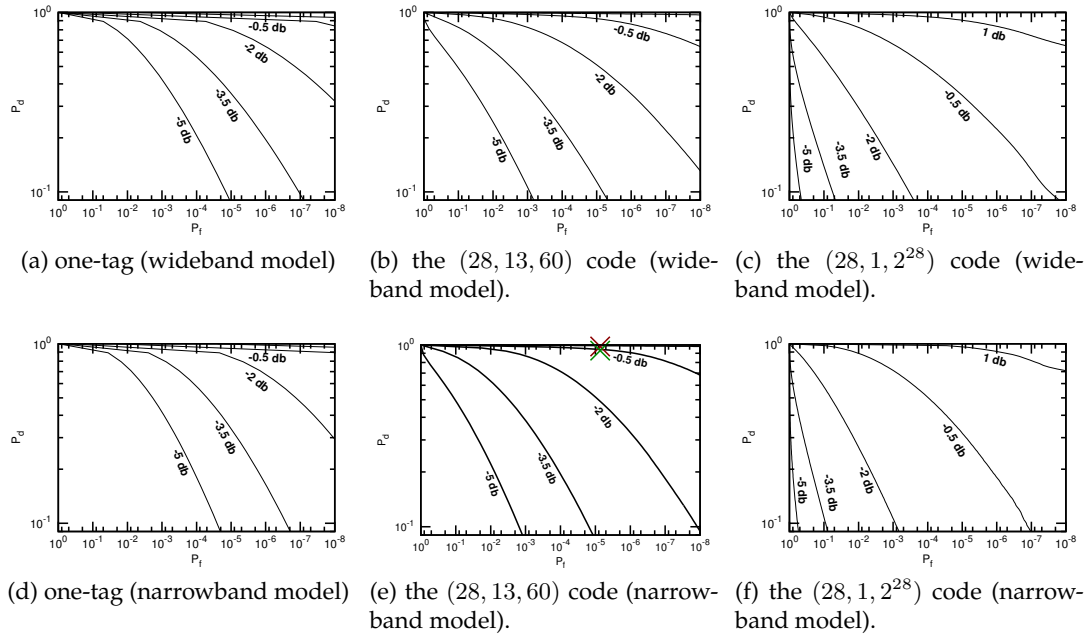 10^0
10^-1
P_d
10^0 10^-1 10^-2 10^-3 10^-4 10^-5 10^-6 10^-7 10^-8
P_f
-0.5 db
-2 db
-3.5 db
-5 db
(a) one-tag (wideband model)
10^0
10^-1
P_d
10^0 10^-1 10^-2 10^-3 10^-4 10^-5 10^-6 10^-7 10^-8
P_f
-0.5 db
-2 db
-3.5 db
-5 db
(b) the (28, 13, 60) code (wide-
band model).
10^0
10^-1
P_d
10^0 10^-1 10^-2 10^-3 10^-4 10^-5 10^-6 10^-7 10^-8
P_f
1 db
-0.5 db
-2 db
-3.5 db
-5 db
(c) the (28, 1, 2^28) code (wide-
band model).
10^0
10^-1
P_d
10^0 10^-1 10^-2 10^-3 10^-4 10^-5 10^-6 10^-7 10^-8
P_f
-0.5 db
-2 db
-3.5 db
-5 db
(d) one-tag (narrowband model)
10^0
10^-1
P_d
10^0 10^-1 10^-2 10^-3 10^-4 10^-5 10^-6 10^-7 10^-8
P_f
-0.5 db
-2 db
-3.5 db
-5 db
(e) the (28, 13, 60) code (narrow-
band model).
10^0
10^-1
P_d
10^0 10^-1 10^-2 10^-3 10^-4 10^-5 10^-6 10^-7 10^-8
P_f
1 db
-0.5 db
-2 db
-3.5 db
-5 db
(f) the (28, 1, 2^28) code (narrow-
band model).